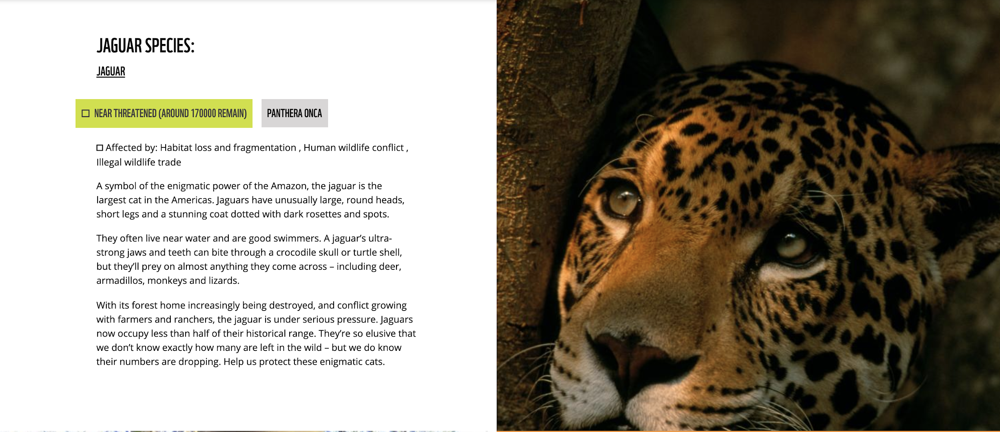 JAGUAR SPECIES:
JAGUAR
☐ NEAR THREATENED (AROUND 170000 REMAIN)
PANTHERA ONCA
☐ Affected by: Habitat loss and fragmentation , Human wildlife conflict ,
Illegal wildlife trade
A symbol of the enigmatic power of the Amazon, the jaguar is the
largest cat in the Americas. Jaguars have unusually large, round heads,
short legs and a stunning coat dotted with dark rosettes and spots.
They often live near water and are good swimmers. A jaguar’s ultra-
strong jaws and teeth can bite through a crocodile skull or turtle shell,
but they’ll prey on almost anything they come across – including deer,
armadillos, monkeys and lizards.
With its forest home increasingly being destroyed, and conflict growing
with farmers and ranchers, the jaguar is under serious pressure. Jaguars
now occupy less than half of their historical range. They’re so elusive that
we don’t know exactly how many are left in the wild – but we do know
their numbers are dropping. Help us protect these enigmatic cats.